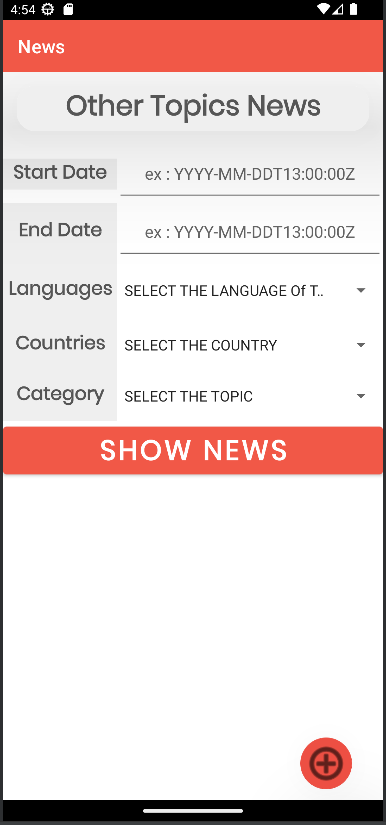 4:54
News
Other Topics News
Start Date ex : YYYY-MM-DDT13:00:00Z
End Date ex : YYYY-MM-DDT13:00:00Z
Languages SELECT THE LANGUAGE Of T..
Countries SELECT THE COUNTRY
Category SELECT THE TOPIC
SHOW NEWS